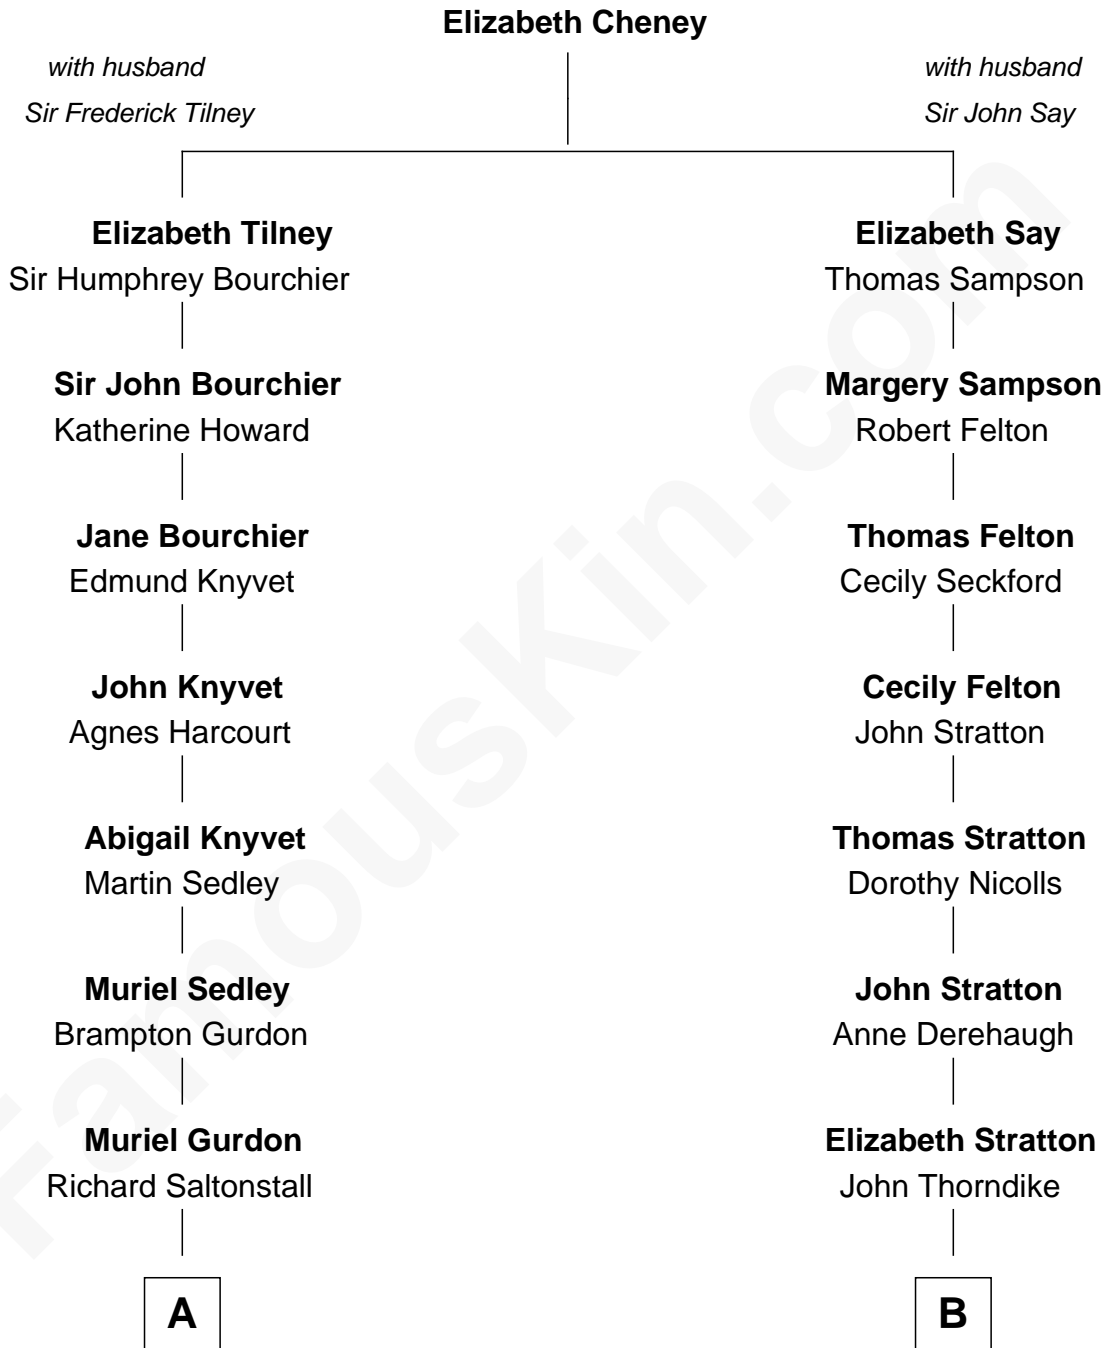 Elizabeth Cheney
with husband
Sir Frederick Tilney
with husband
Sir John Say
Elizabeth Tilney
Sir Humphrey Bourchier
Elizabeth Say
Thomas Sampson
Sir John Bourchier
Katherine Howard
Margery Sampson
Robert Felton
Jane Bourchier
Edmund Knyvet
Thomas Felton
Cecily Seckford
John Knyvet
Agnes Harcourt
Cecily Felton
John Stratton
Abigail Knyvet
Martin Sedley
Thomas Stratton
Dorothy Nicolls
Muriel Sedley
Brampton Gurdon
John Stratton
Anne Derehaugh
Muriel Gurdon
Richard Saltonstall
Elizabeth Stratton
John Thorndike
A
B
FamousKin.com